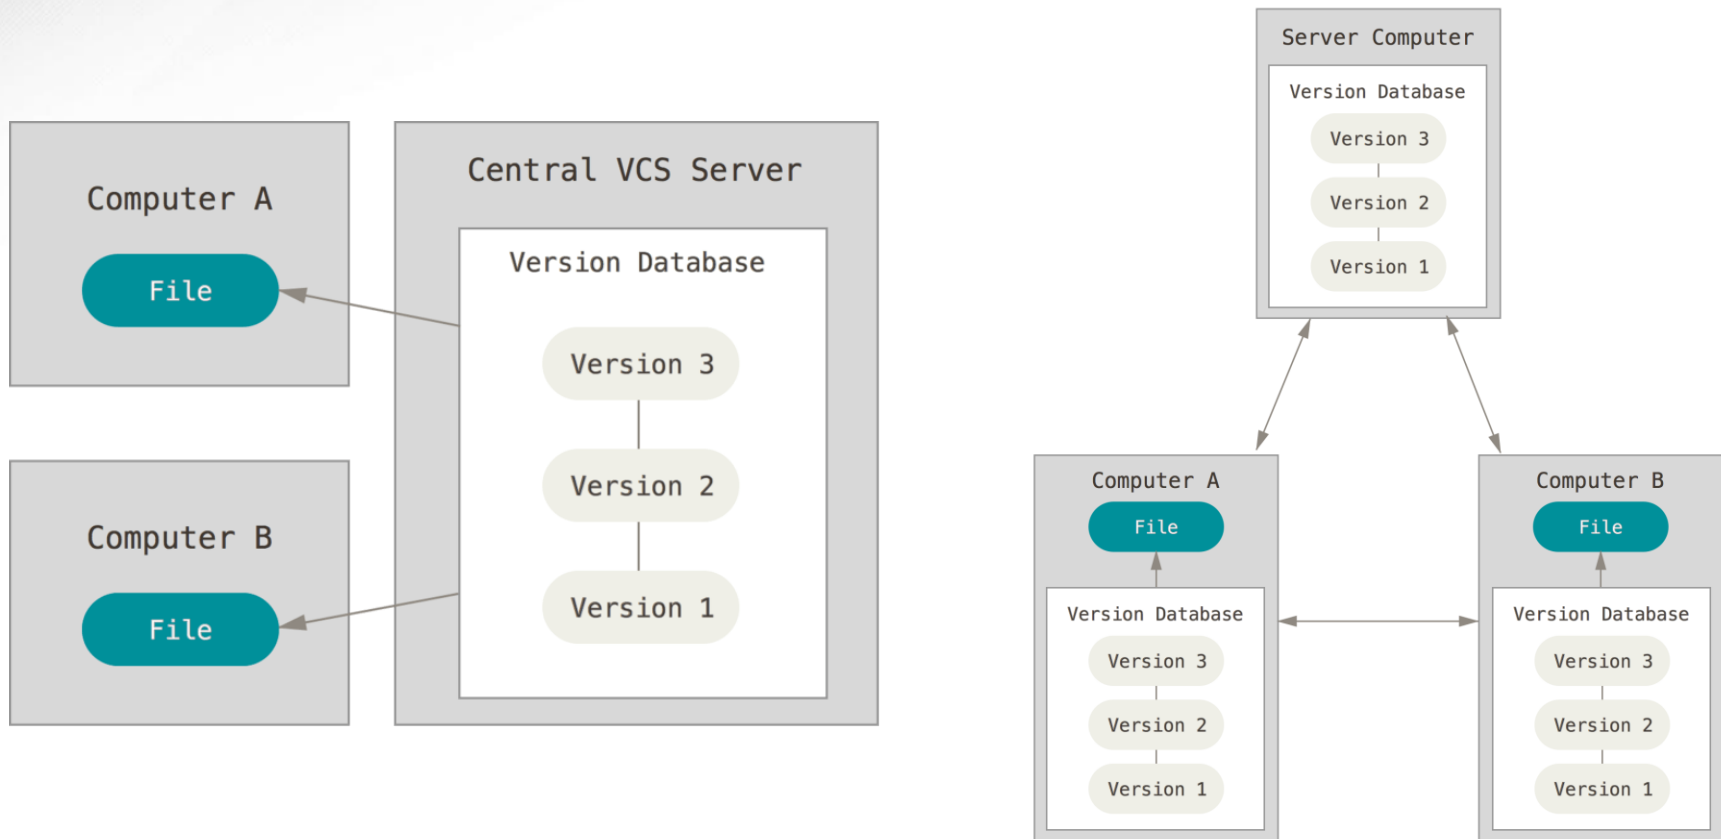 Computer A
File
Computer B
File
Central VCS Server
Version Database
Version 3
Version 2
Version 1
Server Computer
Version Database
Version 3
Version 2
Version 1
Computer A
File
Version Database
Version 3
Version 2
Version 1
Computer B
File
Version Database
Version 3
Version 2
Version 1